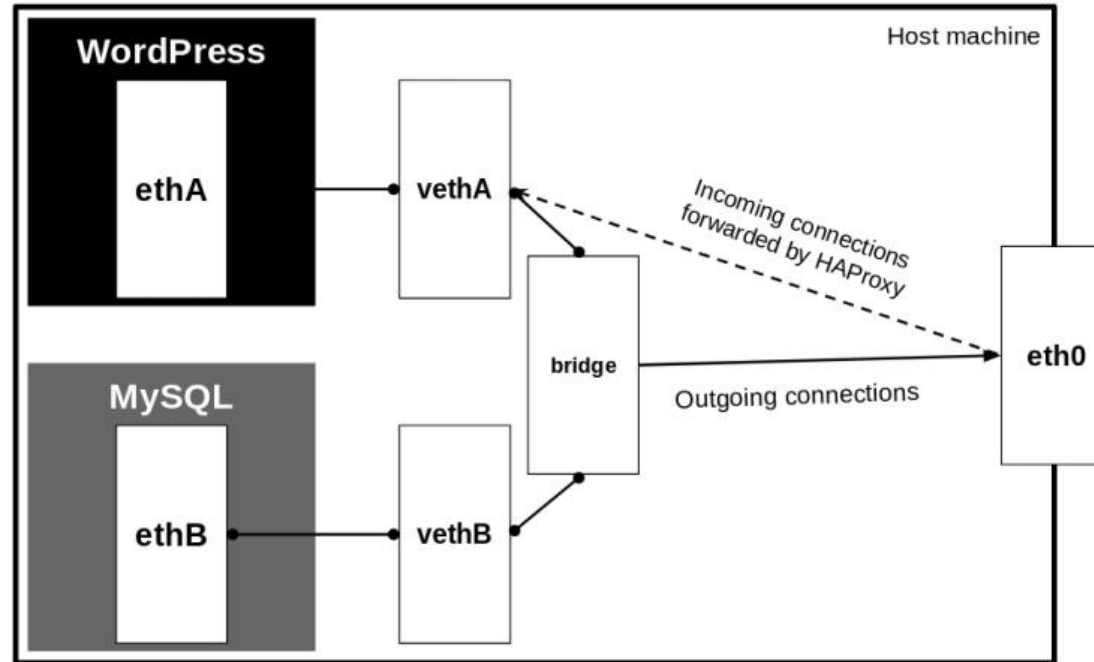 Host machine
WordPress
ethA
vethA
Incoming connections
forwarded by HAProxy
bridge
eth0
Outgoing connections
MySQL
ethB
vethB